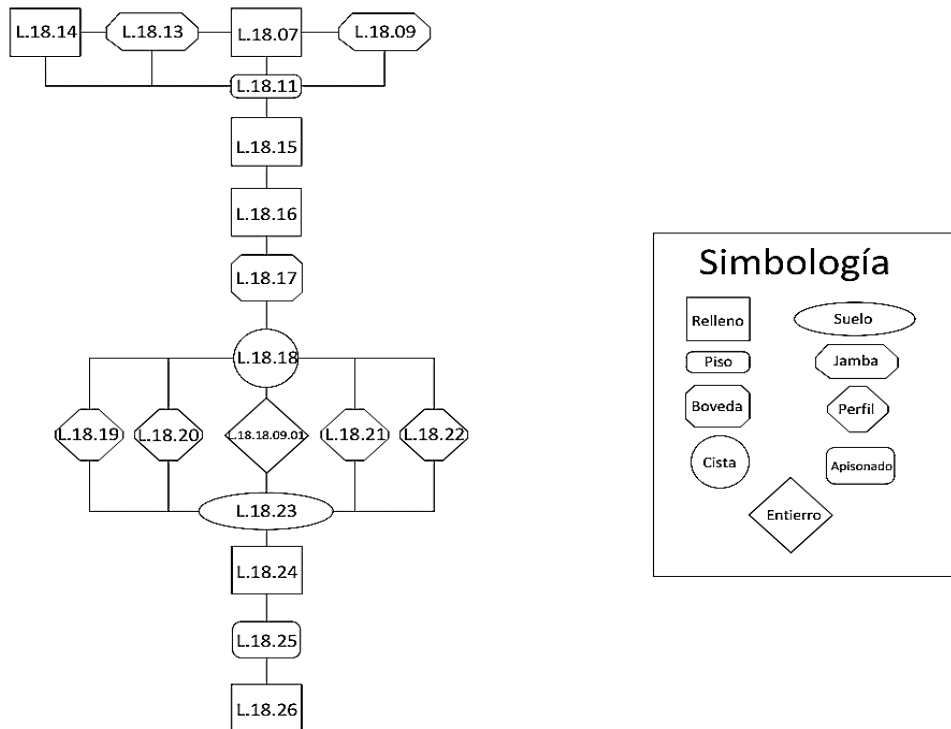 L.18.14 L.18.13 L.18.07 L.18.09
L.18.11
L.18.15
L.18.16
L.18.17
L.18.18
L.18.19 L.18.20 L.18.18.09.01 L.18.21 L.18.22
L.18.23
L.18.24
L.18.25
L.18.26
Simbología
Relleno Suelo
Piso Jamba
Boveda Perfil
Cista Apisonado
Entierro